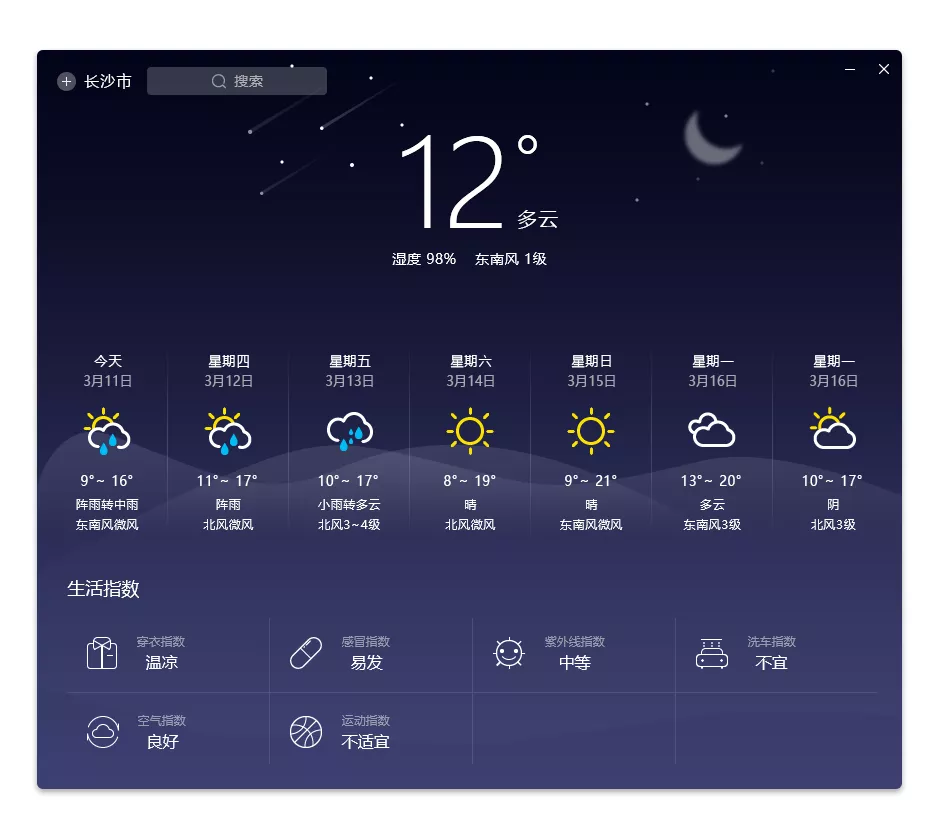 长沙市 搜索
12°
多云
湿度 98% 东南风 1级
今天 星期四 星期五 星期六 星期日 星期一 星期一
3月11日 3月12日 3月13日 3月14日 3月15日 3月16日 3月16日
9°~ 16° 11°~ 17° 10°~ 17° 8°~ 19° 9°~ 21° 13°~ 20° 10°~ 17°
阵雨转中雨 阵雨 小雨转多云 晴 晴 多云 阴
东南风微风 北风微风 北风3~4级 北风微风 东南风微风 东南风3级 北风3级
生活指数
穿衣指数 感冒指数 紫外线指数 洗车指数
温凉 易发 中等 不宜
空气指数 运动指数
良好 不适宜